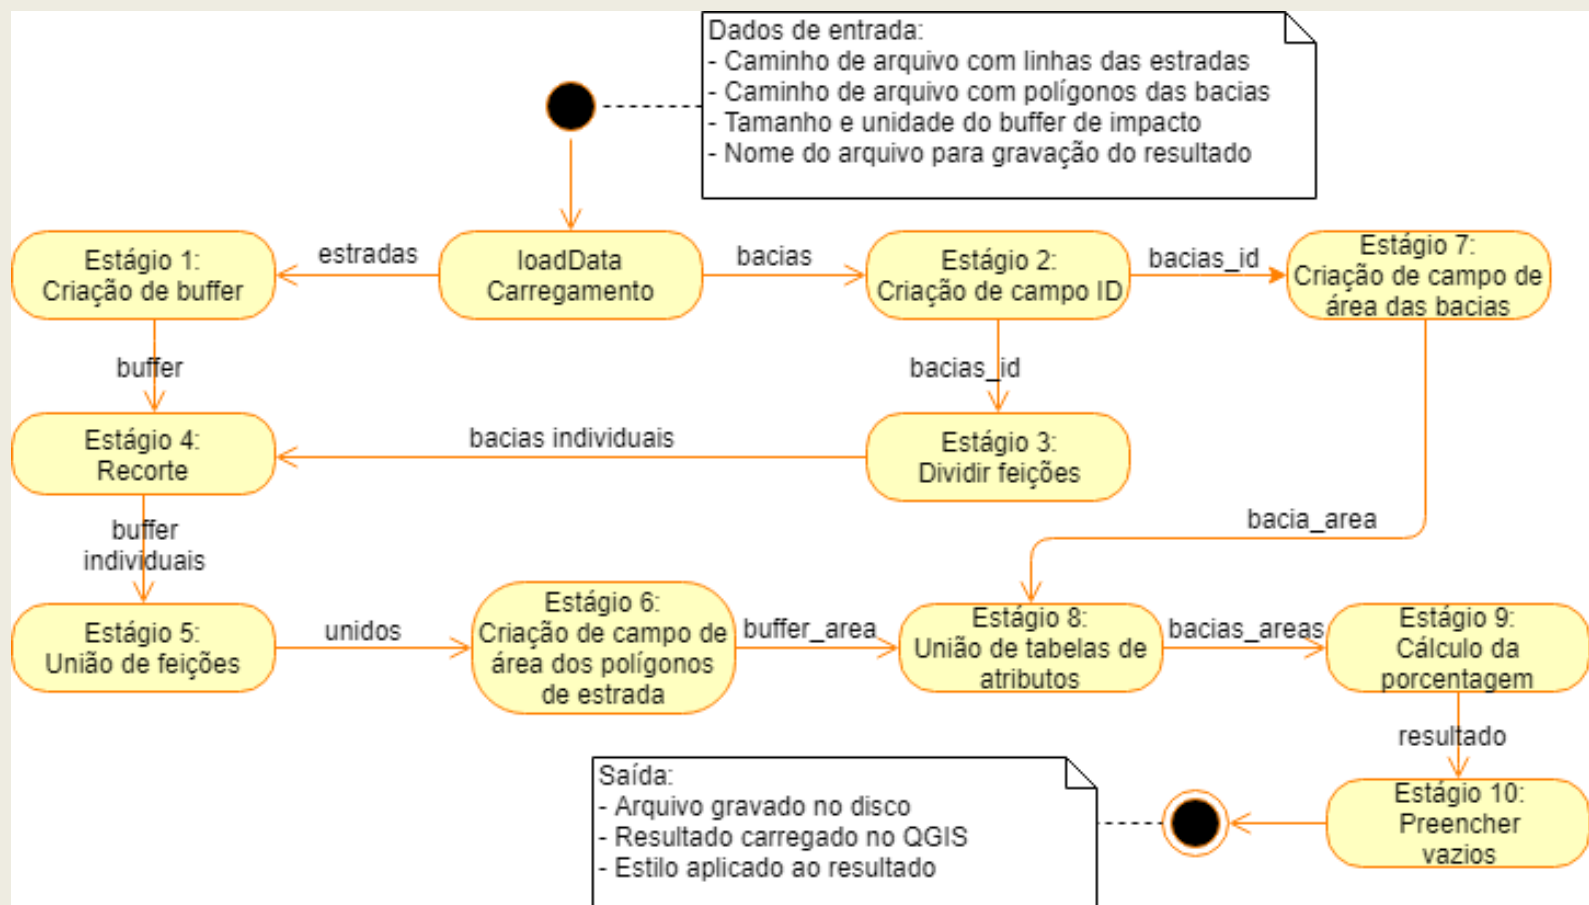 Dados de entrada:
- Caminho de arquivo com linhas das estradas
- Caminho de arquivo com polígonos das bacias
- Tamanho e unidade do buffer de impacto
- Nome do arquivo para gravação do resultado
Estágio 1:
Criação de buffer
estradas
loadData
Carregamento
bacias
Estágio 2:
Criação de campo ID
bacias_id
Estágio 7:
Criação de campo de
área das bacias
buffer
bacias_id
Estágio 4:
Recorte
bacias individuais
Estágio 3:
Dividir feições
buffer
individuais
bacia_area
Estágio 5:
União de feições
unidos
Estágio 6:
Criação de campo de
área dos polígonos
de estrada
buffer_area
Estágio 8:
União de tabelas de
atributos
bacias_areas
Estágio 9:
Cálculo da
porcentagem
resultado
Saída:
- Arquivo gravado no disco
- Resultado carregado no QGIS
- Estilo aplicado ao resultado
Estágio 10:
Preencher
vazios